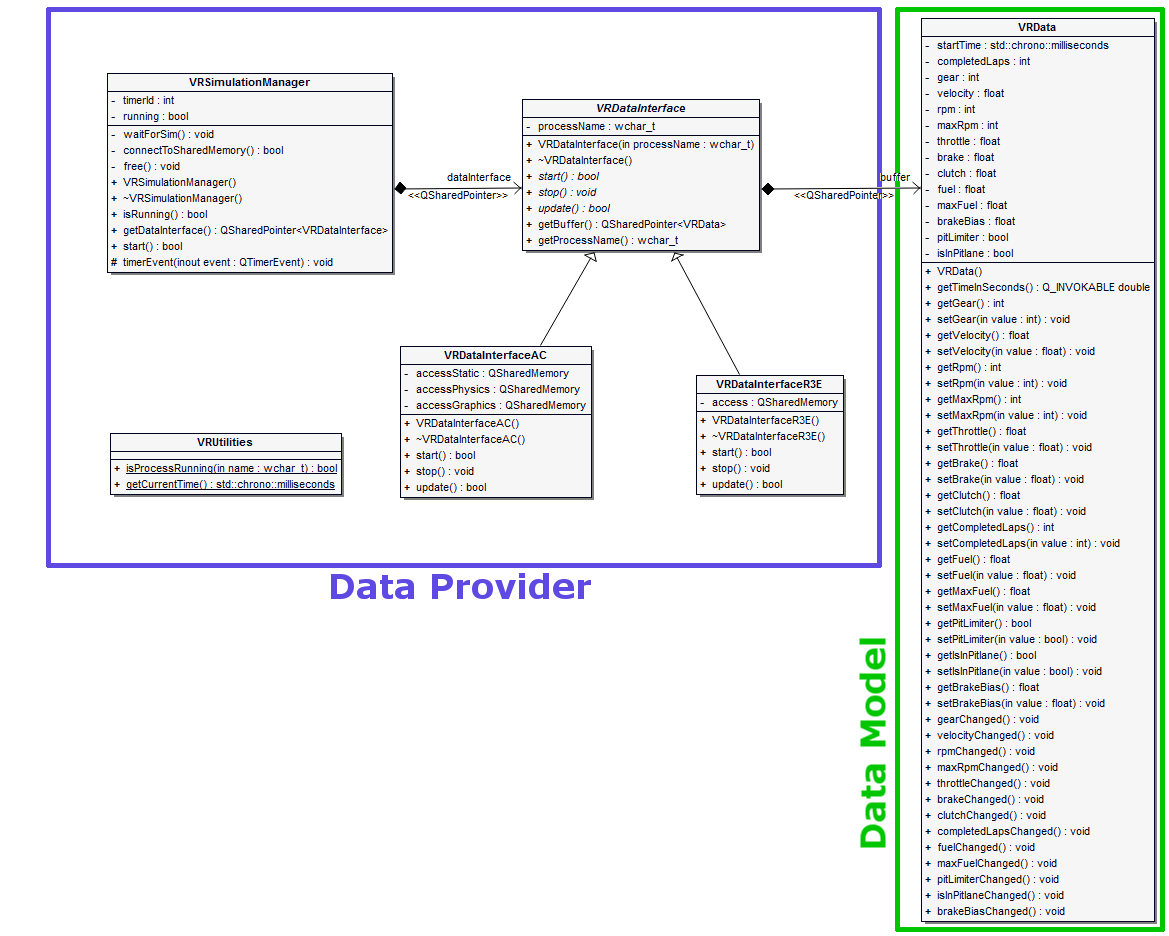 VRSimulationManager
- timerId : int
- running : bool
- waitForSim() : void
- connectToSharedMemory() : bool
- free() : void
+ VRSimulationManager()
+ ~VRSimulationManager()
+ isRunning() : bool
+ getDataInterface() : QSharedPointer<VRDataInterface>
+ start() : bool
# timerEvent(inout event : QTimerEvent) : void
dataInterface
<<QSharedPointer>>
VRDataInterface
- processName : wchar_t
+ VRDataInterface(in processName : wchar_t)
+ ~VRDataInterface()
+ start() : bool
+ stop() : void
+ update() : bool
+ getBuffer() : QSharedPointer<VRData>
+ getProcessName() : wchar_t
buffer
<<QSharedPointer>>
VRDataInterfaceAC
- accessStatic : QSharedMemory
- accessPhysics : QSharedMemory
- accessGraphics : QSharedMemory
+ VRDataInterfaceAC()
+ ~VRDataInterfaceAC()
+ start() : bool
+ stop() : void
+ update() : bool
VRDataInterfaceR3E
- access : QSharedMemory
+ VRDataInterfaceR3E()
+ ~VRDataInterfaceR3E()
+ start() : bool
+ stop() : void
+ update() : bool
VRUtilities
+ isProcessRunning(in name : wchar_t) : bool
+ getCurrentTime() : std::chrono::milliseconds
Data Provider
VRData
- startTime : std::chrono::milliseconds
- completedLaps : int
- gear : int
- velocity : float
- rpm : int
- maxRpm : int
- throttle : float
- brake : float
- clutch : float
- fuel : float
- maxFuel : float
- brakeBias : float
- pitLimiter : bool
- isInPitlane : bool
+ VRData()
+ getTimeInSeconds() : Q_INVOKABLE double
+ getGear() : int
+ setGear(in value : int) : void
+ getVelocity() : float
+ setVelocity(in value : float) : void
+ getRpm() : int
+ setRpm(in value : int) : void
+ getMaxRpm() : int
+ setMaxRpm(in value : int) : void
+ getThrottle() : float
+ setThrottle(in value : float) : void
+ getBrake() : float
+ setBrake(in value : float) : void
+ getClutch() : float
+ setClutch(in value : float) : void
+ getCompletedLaps() : int
+ setCompletedLaps(in value : int) : void
+ getFuel() : float
+ setFuel(in value : float) : void
+ getMaxFuel() : float
+ setMaxFuel(in value : float) : void
+ getPitLimiter() : bool
+ setPitLimiter(in value : bool) : void
+ getIsInPitlane() : bool
+ setIsInPitlane(in value : bool) : void
+ getBrakeBias() : float
+ setBrakeBias(in value : float) : void
+ gearChanged() : void
+ velocityChanged() : void
+ rpmChanged() : void
+ maxRpmChanged() : void
+ throttleChanged() : void
+ brakeChanged() : void
+ clutchChanged() : void
+ completedLapsChanged() : void
+ fuelChanged() : void
+ maxFuelChanged() : void
+ pitLimiterChanged() : void
+ isInPitlaneChanged() : void
+ brakeBiasChanged() : void
Data Model